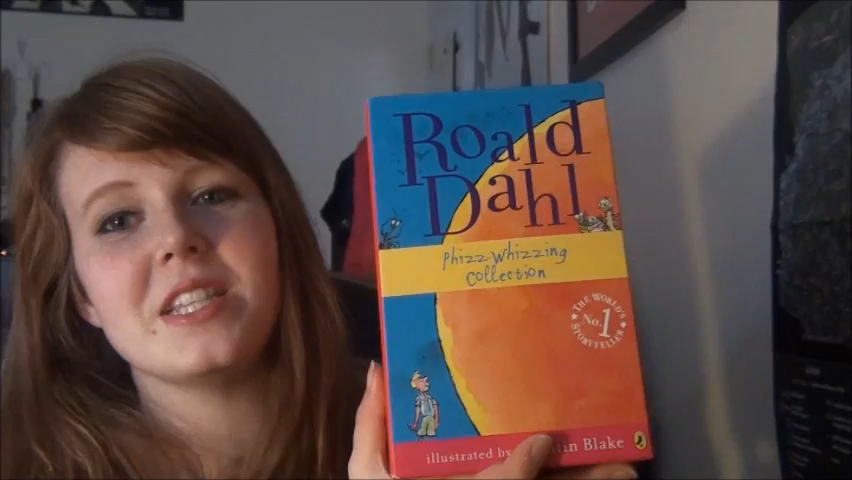 Roald
Dahl
phizz-whizzing
collection
THE WORLD'S
No.1
STORYTELLER
illustrated by Blake